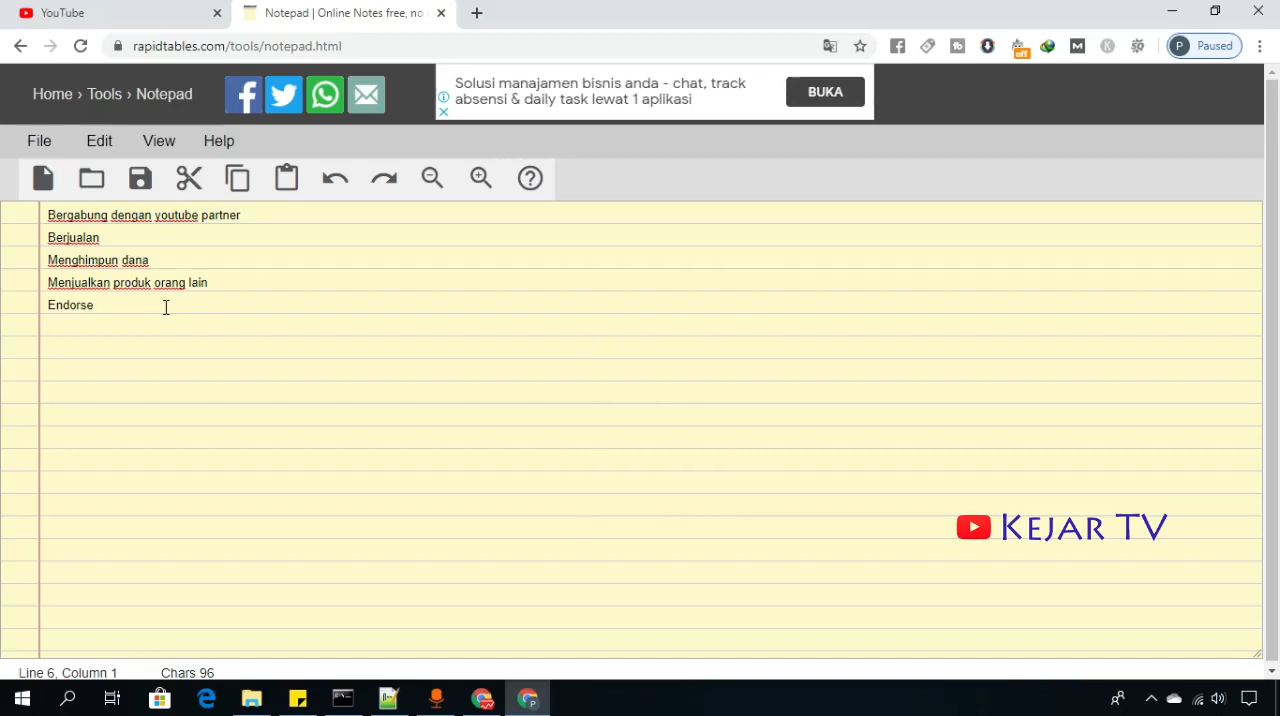 YouTube
Notepad | Online Notes free, no
rapidtables.com/tools/notepad.html
off
P Paused
Home › Tools › Notepad
Solusi manajemen bisnis anda - chat, track
absensi & daily task lewat 1 aplikasi
BUKA
File Edit View Help
Bergabung dengan youtube partner
Berjualan
Menghimpun dana
Menjualkan produk orang lain
Endorse
KEJAR TV
Line 6, Column 1 Chars 96